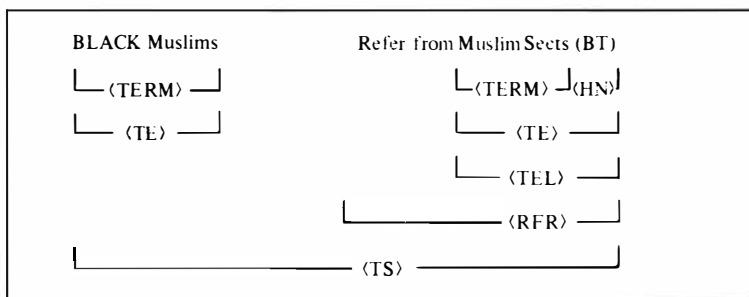 BLACK Muslims Refer from Muslim Sects (BT)
⟨TERM⟩ ⟨TERM⟩ ⟨HN⟩
⟨TE⟩ ⟨TE⟩
⟨TEL⟩
⟨RFR⟩
⟨TS⟩